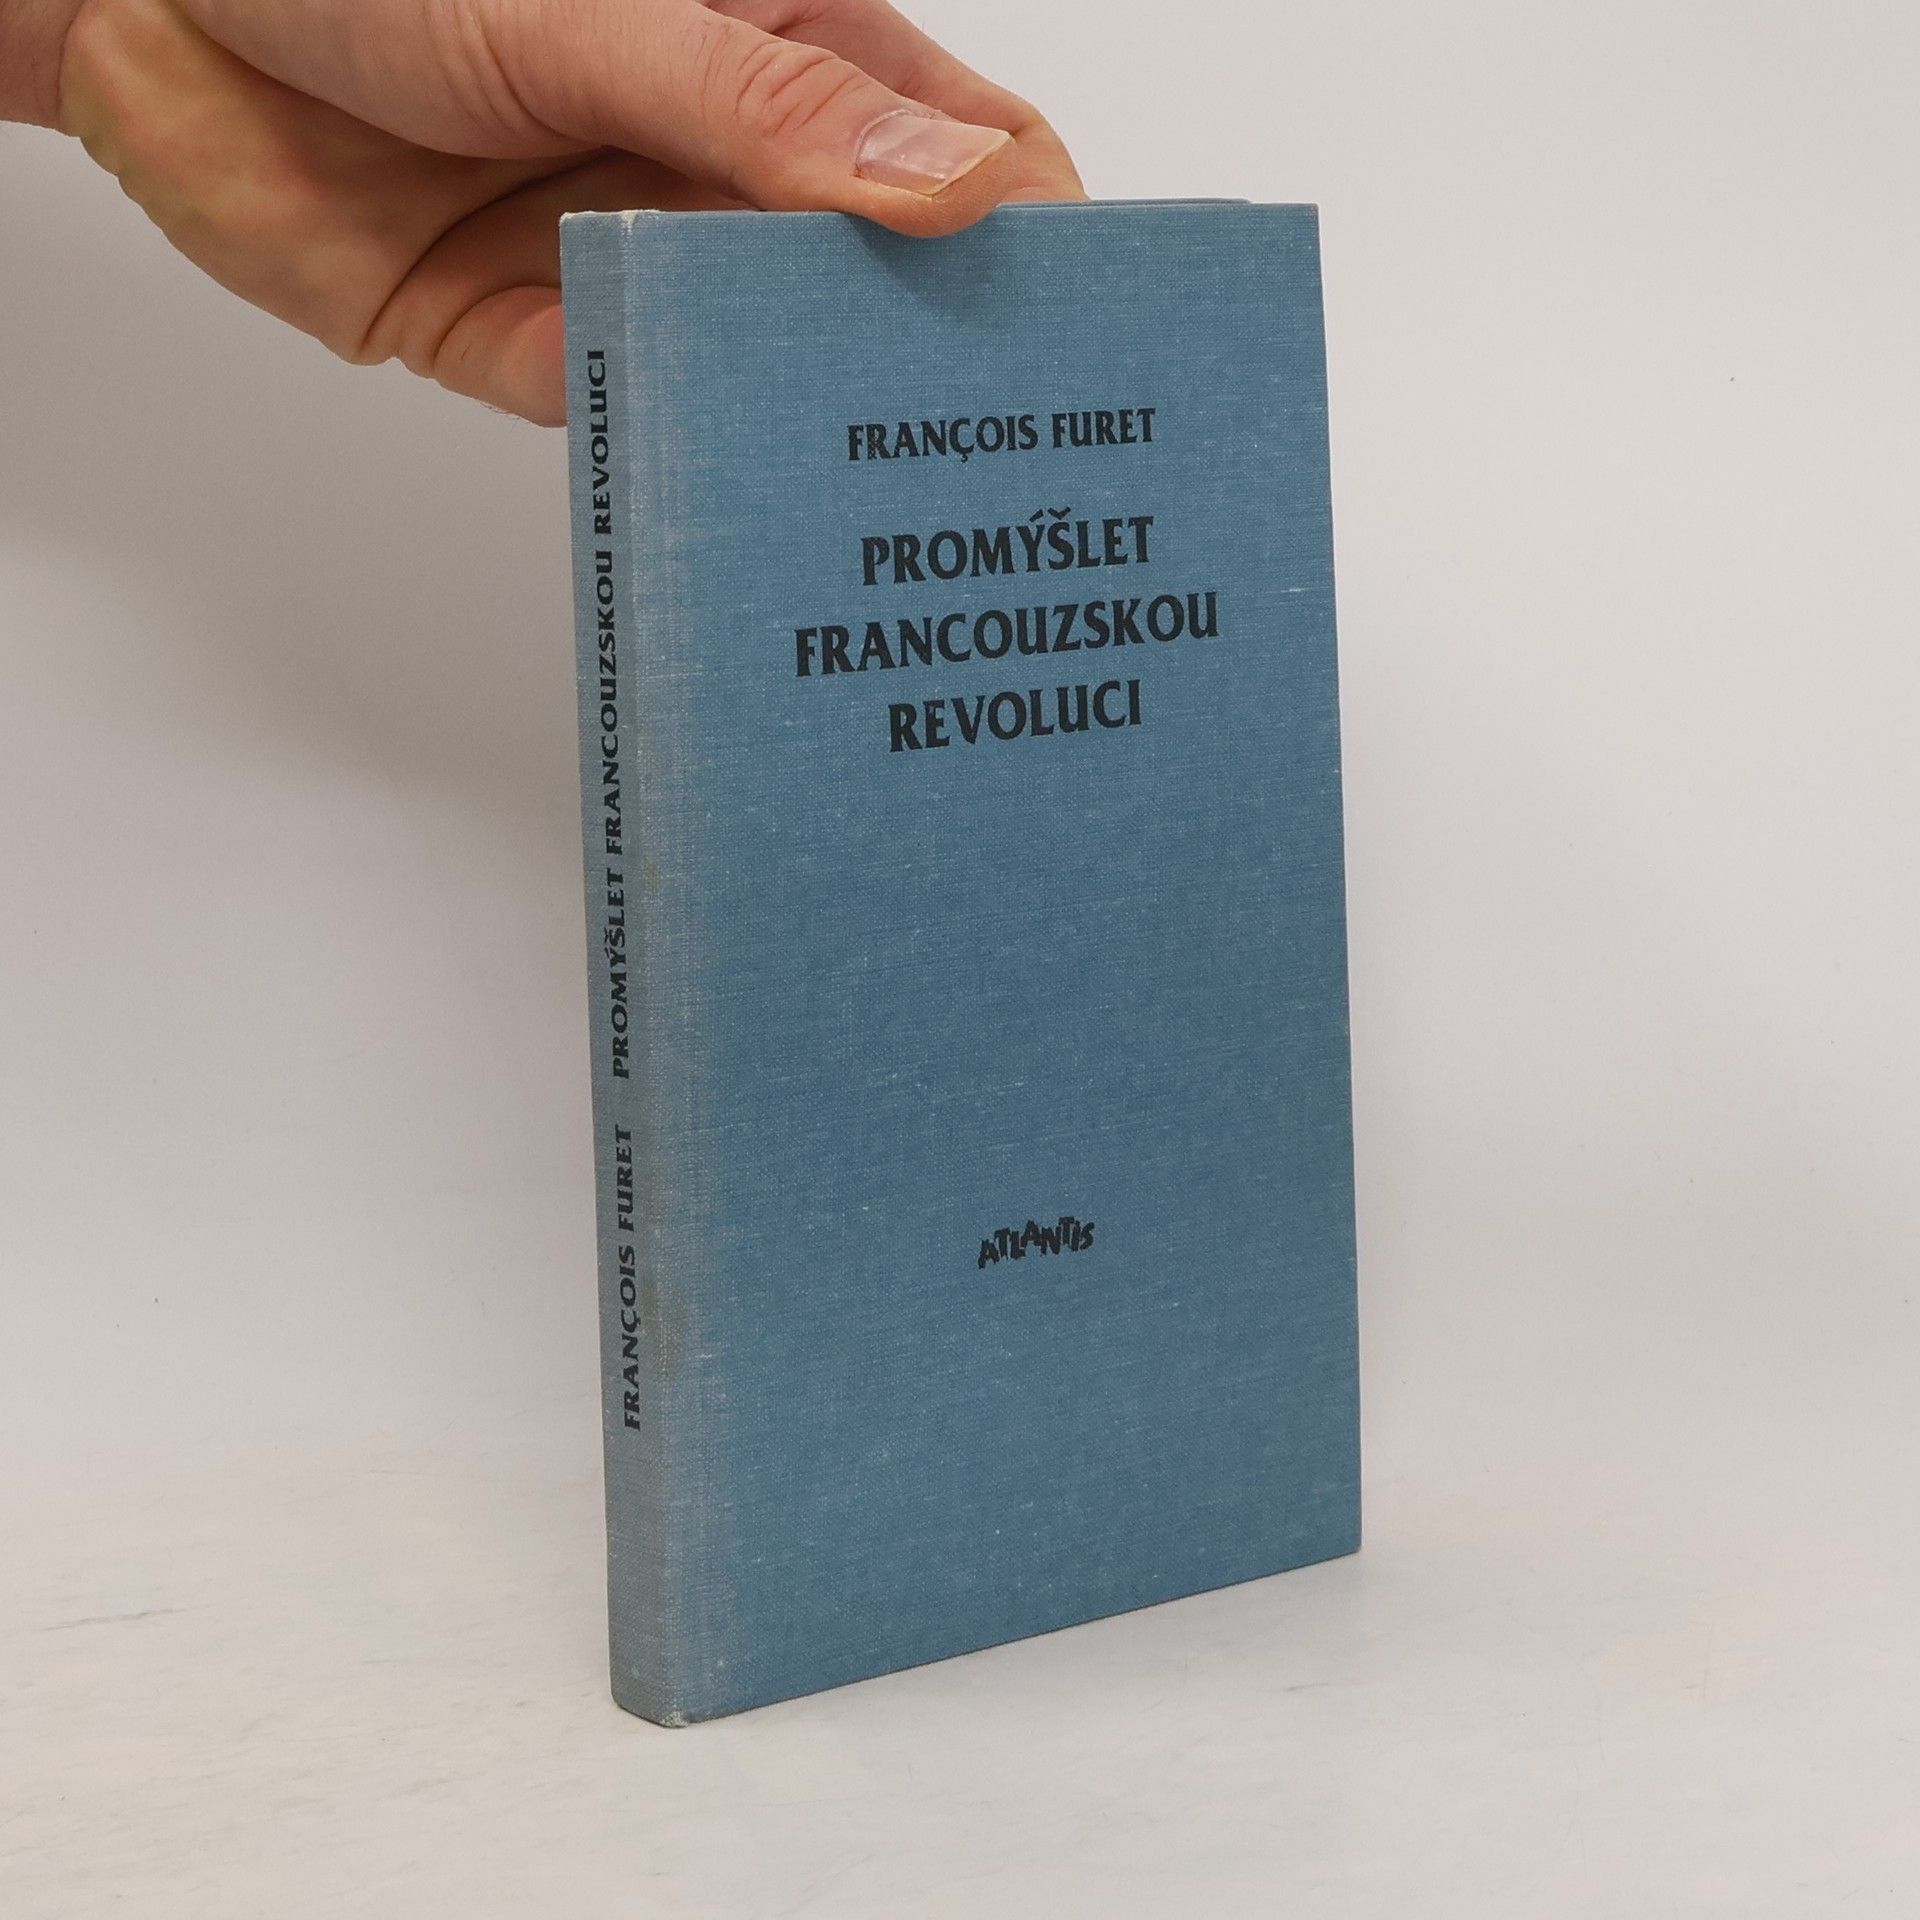 FRANÇOIS FURET
PROMÝŠLET
FRANCOUZSKOU
REVOLUCI
ATLANTIS
FRANÇOIS FURET PROMÝŠLET FRANCOUZSKOU REVOLUCI